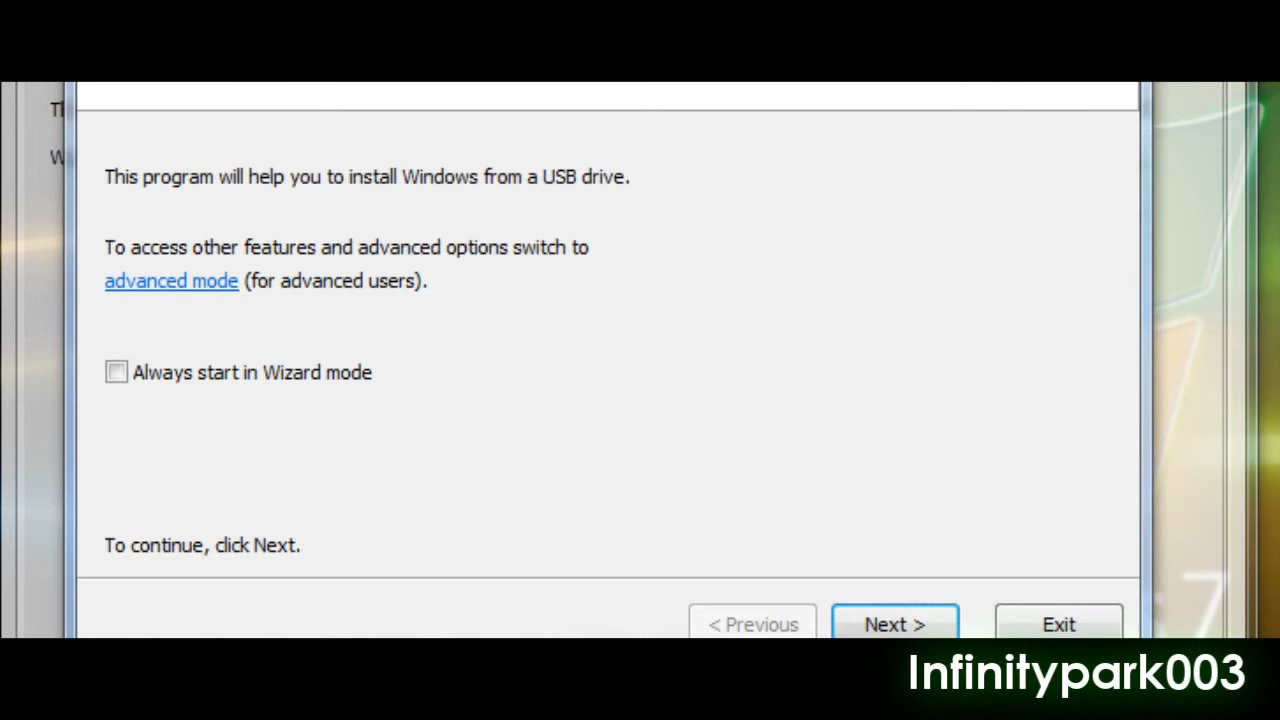 Th
W
This program will help you to install Windows from a USB drive.
To access other features and advanced options switch to
advanced mode (for advanced users).
Always start in Wizard mode
To continue, click Next.
< Previous
Next >
Exit
7
Infinitypark003